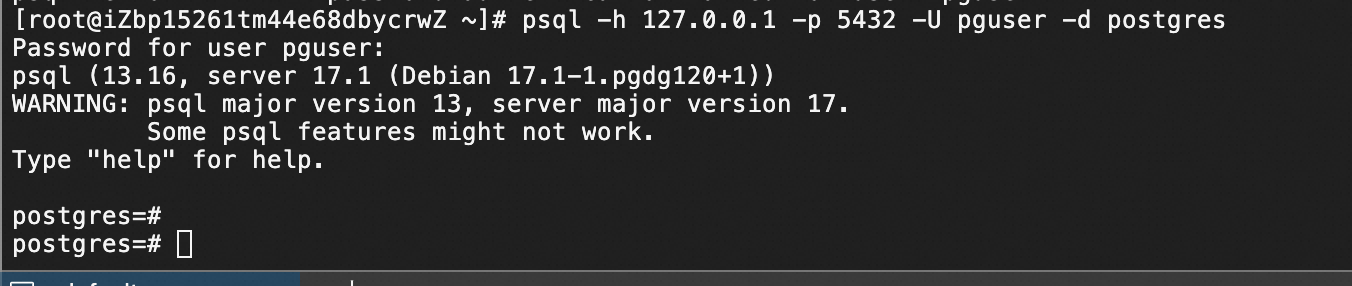 [root@iZbp15261tm44e68dbycrwZ ~]# psql -h 127.0.0.1 -p 5432 -U pguser -d postgres
Password for user pguser:
psql (13.16, server 17.1 (Debian 17.1-1.pgdg120+1))
WARNING: psql major version 13, server major version 17.
         Some psql features might not work.
Type "help" for help.
postgres=#
postgres=#